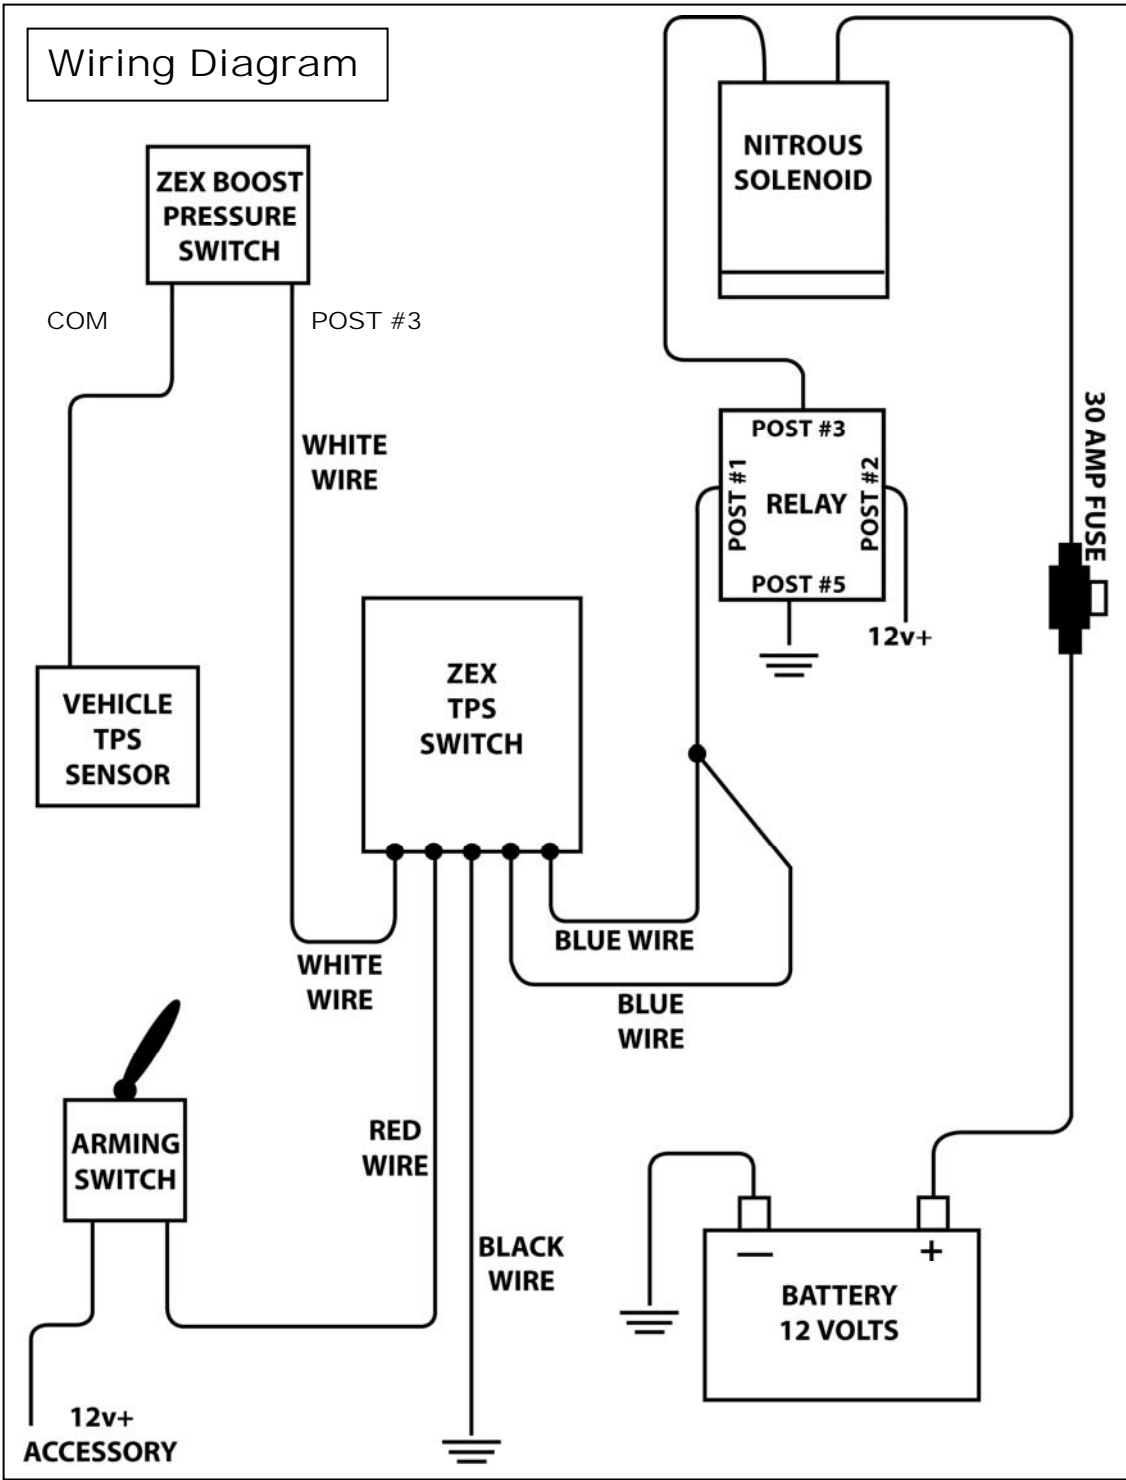 Wiring Diagram
ZEX BOOST
PRESSURE
SWITCH
COM
POST #3
WHITE
WIRE
NITROUS
SOLENOID
POST #3
POST #1
RELAY
POST #2
POST #5
12v+
30 AMP FUSE
VEHICLE
TPS
SENSOR
ZEX
TPS
SWITCH
BLUE WIRE
WHITE
WIRE
BLUE
WIRE
ARMING
SWITCH
RED
WIRE
BLACK
WIRE
— +
BATTERY
12 VOLTS
12v+
ACCESSORY